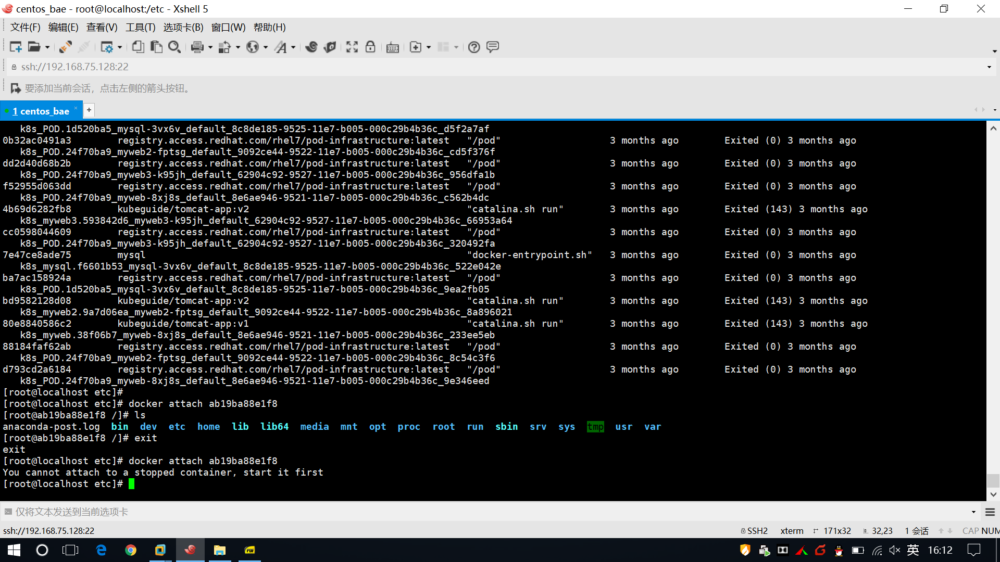 centos_bae - root@localhost:/etc - Xshell 5
文件(F) 编辑(E) 查看(V) 工具(T) 选项卡(B) 窗口(W) 帮助(H)
ssh://192.168.75.128:22
要添加当前会话，点击左侧的箭头按钮。
1 centos_bae
k8s_POD.1d520ba5_mysql-3vx6v_default_8c8de185-9525-11e7-b005-000c29b4b36c_d5f2a7af
0b32ac0491a3 registry.access.redhat.com/rhel7/pod-infrastructure:latest "/pod" 3 months ago Exited (0) 3 months ago
k8s_POD.24f70ba9_myweb2-fptsg_default_9092ce44-9522-11e7-b005-000c29b4b36c_cd5f376f
dd2d40d68b2b registry.access.redhat.com/rhel7/pod-infrastructure:latest "/pod" 3 months ago Exited (0) 3 months ago
k8s_POD.24f70ba9_myweb3-k95jh_default_62904c92-9527-11e7-b005-000c29b4b36c_956dfa1b
f52955d063dd registry.access.redhat.com/rhel7/pod-infrastructure:latest "/pod" 3 months ago Exited (0) 3 months ago
k8s_POD.24f70ba9_myweb-8xj8s_default_8e6ae946-9521-11e7-b005-000c29b4b36c_c562b4dc
4b69d6282fb8 kubeguide/tomcat-app:v2 "catalina.sh run" 3 months ago Exited (143) 3 months ago
k8s_myweb3.593842d6_myweb3-k95jh_default_62904c92-9527-11e7-b005-000c29b4b36c_66953a64
cc0598044609 registry.access.redhat.com/rhel7/pod-infrastructure:latest "/pod" 3 months ago Exited (0) 3 months ago
k8s_POD.24f70ba9_myweb3-k95jh_default_62904c92-9527-11e7-b005-000c29b4b36c_320492fa
7e47ce8ade75 mysql "docker-entrypoint.sh" 3 months ago Exited (0) 3 months ago
k8s_mysql.f6601b53_mysql-3vx6v_default_8c8de185-9525-11e7-b005-000c29b4b36c_522e042e
ba7ac158924a registry.access.redhat.com/rhel7/pod-infrastructure:latest "/pod" 3 months ago Exited (0) 3 months ago
k8s_POD.1d520ba5_mysql-3vx6v_default_8c8de185-9525-11e7-b005-000c29b4b36c_9ea2fb05
bd9582128d08 kubeguide/tomcat-app:v2 "catalina.sh run" 3 months ago Exited (143) 3 months ago
k8s_myweb2.9a7d06ea_myweb2-fptsg_default_9092ce44-9522-11e7-b005-000c29b4b36c_8a896021
80e8840586c2 kubeguide/tomcat-app:v1 "catalina.sh run" 3 months ago Exited (143) 3 months ago
k8s_myweb.38f06b7_myweb-8xj8s_default_8e6ae946-9521-11e7-b005-000c29b4b36c_233ee5eb
88184faf62ab registry.access.redhat.com/rhel7/pod-infrastructure:latest "/pod" 3 months ago Exited (0) 3 months ago
k8s_POD.24f70ba9_myweb2-fptsg_default_9092ce44-9522-11e7-b005-000c29b4b36c_8c54c3f6
d793cd2a6184 registry.access.redhat.com/rhel7/pod-infrastructure:latest "/pod" 3 months ago Exited (0) 3 months ago
k8s_POD.24f70ba9_myweb-8xj8s_default_8e6ae946-9521-11e7-b005-000c29b4b36c_9e346eed
[root@localhost etc]#
[root@localhost etc]# docker attach ab19ba88e1f8
[root@ab19ba88e1f8 /]# ls
anaconda-post.log bin dev etc home lib lib64 media mnt opt proc root run sbin srv sys tmp usr var
[root@ab19ba88e1f8 /]# exit
exit
[root@localhost etc]# docker attach ab19ba88e1f8
You cannot attach to a stopped container, start it first
[root@localhost etc]#
仅将文本发送到当前选项卡
ssh://192.168.75.128:22 SSH2 xterm 171x32 32,23 1 会话 CAP NUM
PDF 英 16:12